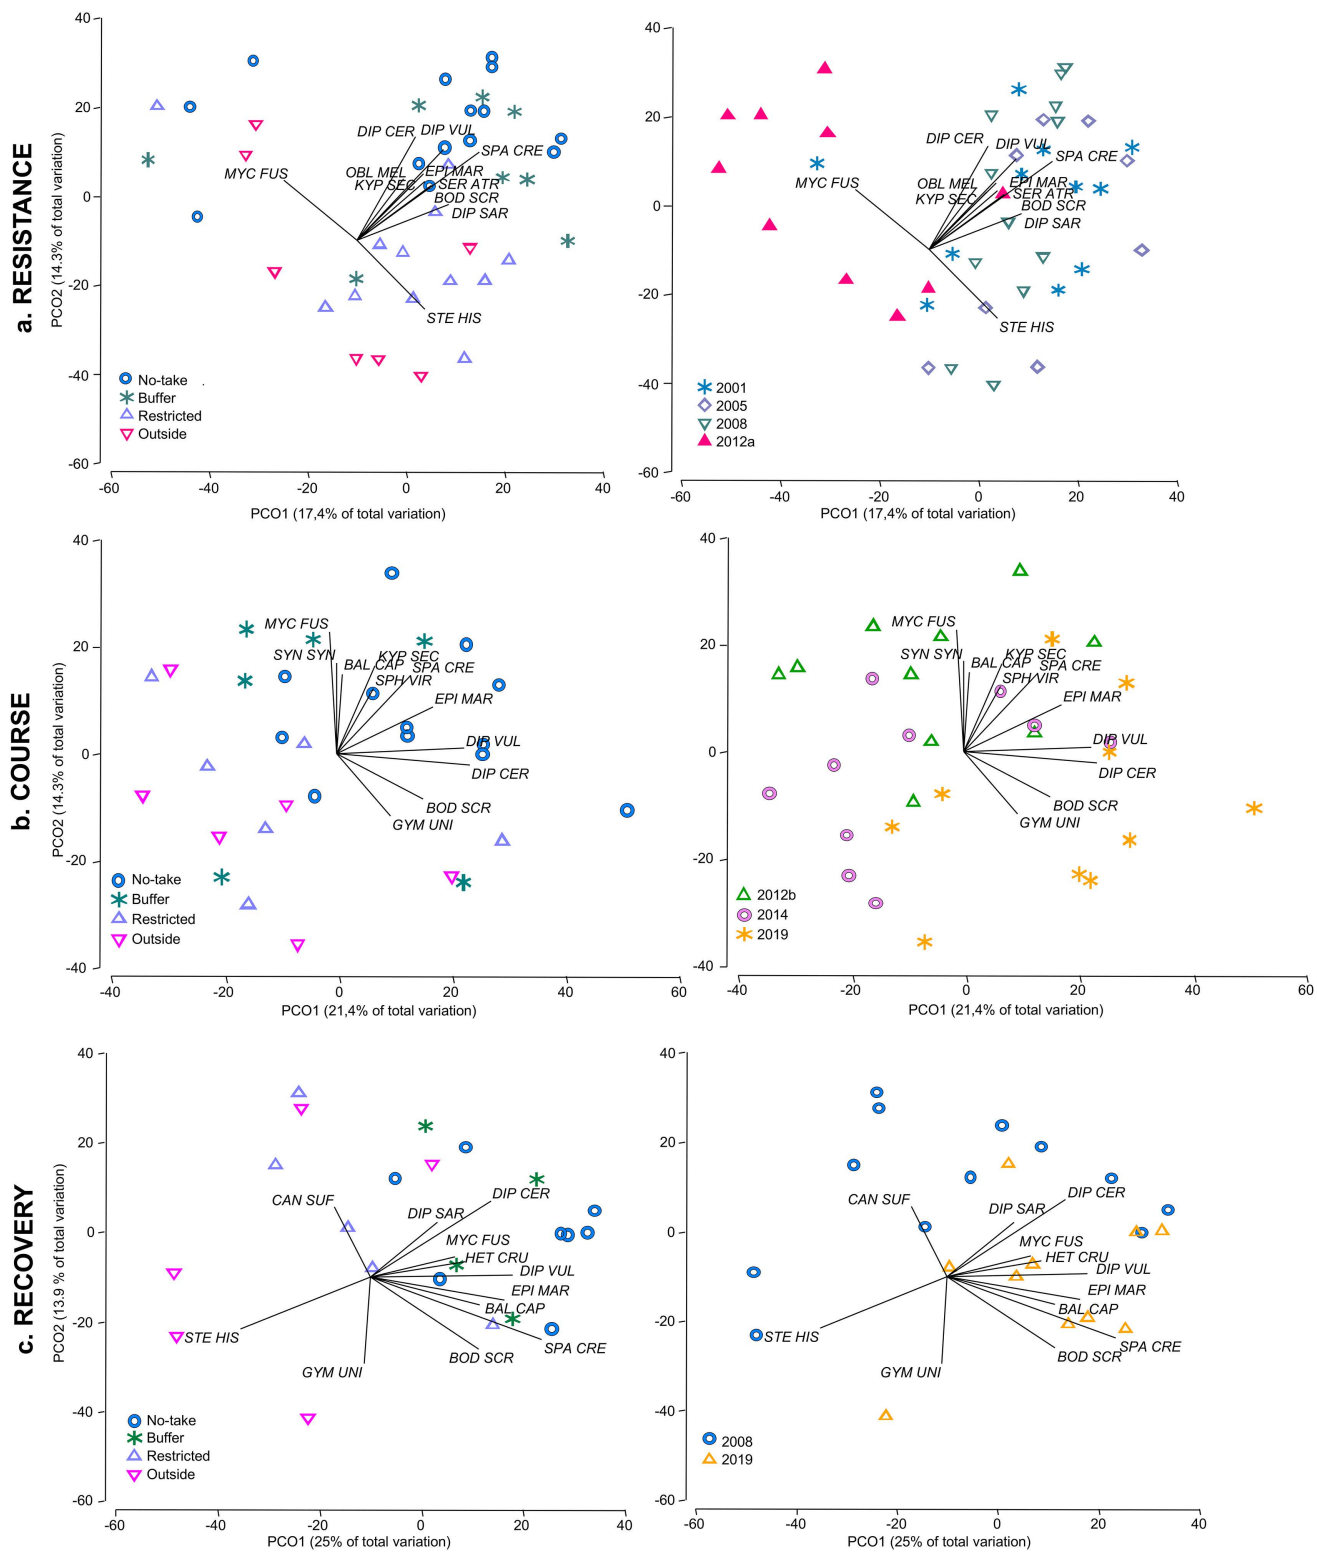 a. RESISTANCE
PCO2 (14.3% of total variation)
40
20
0
-20
-40
-60
DIP CER
DIP VUL
SPA CRE
MYC FUS
OBL MEL
EPI MAR
KYP SEC
SER ATR
BOD SCR
DIP SAR
STE HIS
No-take
Buffer
Restricted
Outside
-60
-40
-20
0
20
40
PCO1 (17,4% of total variation)
40
20
0
-20
-40
-60
DIP CER
DIP VUL
SPA CRE
MYC FUS
OBL MEL
EPI MAR
KYP SEC
SER ATR
BOD SCR
DIP SAR
STE HIS
2001
2005
2008
2012a
-60
-40
-20
0
20
40
PCO1 (17,4% of total variation)
b. COURSE
PCO2 (14.3% of total variation)
40
20
0
-20
-40
MYC FUS
SYN SYN
KYP SEC
BAL CAP
SPA CRE
SPH VIR
EPI MAR
DIP VUL
DIP CER
BOD SCR
GYM UNI
No-take
Buffer
Restricted
Outside
-40
-20
0
20
40
60
PCO1 (21,4% of total variation)
40
20
0
-20
-40
MYC FUS
SYN SYN
KYP SEC
BAL CAP
SPA CRE
SPH VIR
EPI MAR
DIP VUL
DIP CER
BOD SCR
GYM UNI
2012b
2014
2019
-40
-20
0
20
40
60
PCO1 (21,4% of total variation)
c. RECOVERY
PCO2 (13.9 % of total variation)
40
20
0
-20
-40
-60
CAN SUF
DIP CER
DIP SAR
MYC FUS
HET CRU
DIP VUL
EPI MAR
BAL CAP
STE HIS
SPA CRE
BOD SCR
GYM UNI
No-take
Buffer
Restricted
Outside
-60
-40
-20
0
20
40
PCO1 (25% of total variation)
40
20
0
-20
-40
-60
CAN SUF
DIP CER
DIP SAR
MYC FUS
HET CRU
DIP VUL
EPI MAR
BAL CAP
STE HIS
SPA CRE
BOD SCR
GYM UNI
2008
2019
-60
-40
-20
0
20
40
PCO1 (25% of total variation)